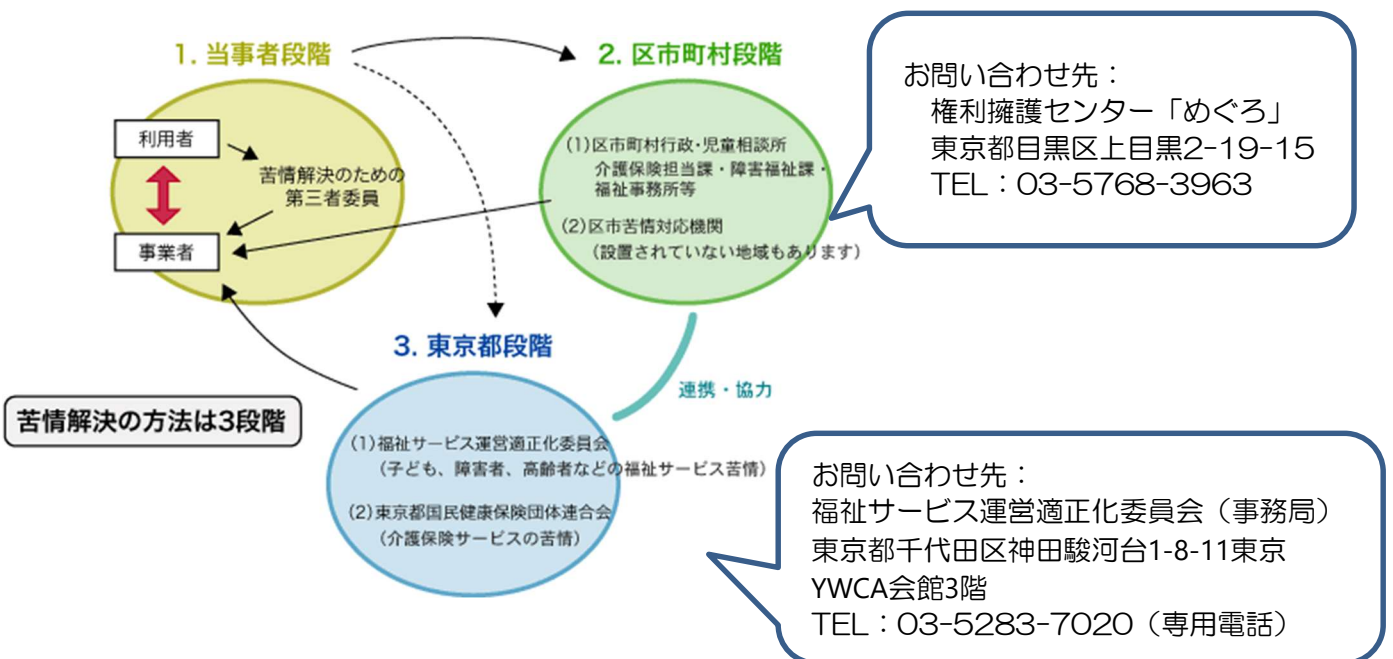 1. 当事者段階
利用者
苦情解決のための
第三者委員
事業者
2. 区市町村段階
(1)区市町村行政・児童相談所
介護保険担当課・障害福祉課・
福祉事務所等
(2)区市苦情対応機関
(設置されていない地域もあります)
お問い合わせ先：
権利擁護センター「めぐろ」
東京都目黒区上目黒2-19-15
TEL：03-5768-3963
3. 東京都段階
連携・協力
苦情解決の方法は3段階
(1)福祉サービス運営適正化委員会
(子ども、障害者、高齢者などの福祉サービス苦情)
(2)東京都国民健康保険団体連合会
(介護保険サービスの苦情)
お問い合わせ先：
福祉サービス運営適正化委員会（事務局）
東京都千代田区神田駿河台1-8-11東京
YWCA会館3階
TEL：03-5283-7020（専用電話）